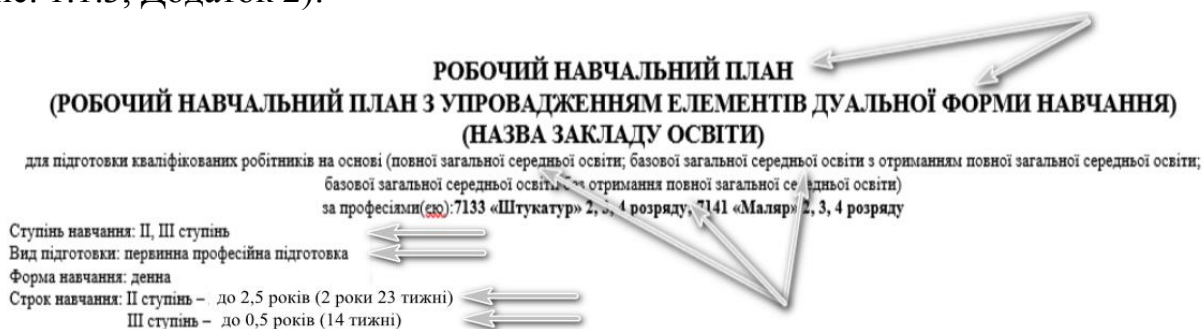 РОБОЧИЙ НАВЧАЛЬНИЙ ПЛАН
(РОБОЧИЙ НАВЧАЛЬНИЙ ПЛАН З УПРОВАДЖЕННЯМ ЕЛЕМЕНТІВ ДУАЛЬНОЇ ФОРМИ НАВЧАННЯ)
(НАЗВА ЗАКЛАДУ ОСВІТИ)
для підготовки кваліфікованих робітників на основі (повної загальної середньої освіти; базової загальної середньої освіти з отриманням повної загальної середньої освіти;
базової загальної середньої освіти без отримання повної загальної середньої освіти)
за професіями(єю):7133 «Штукатур» 2, 3, 4 розряду; 7141 «Маляр» 2, 3, 4 розряду
Ступінь навчання: ІІ, ІІІ ступінь
Вид підготовки: первинна професійна підготовка
Форма навчання: денна
Строк навчання: ІІ ступінь – до 2,5 років (2 роки 23 тижні)
ІІІ ступінь – до 0,5 років (14 тижні)